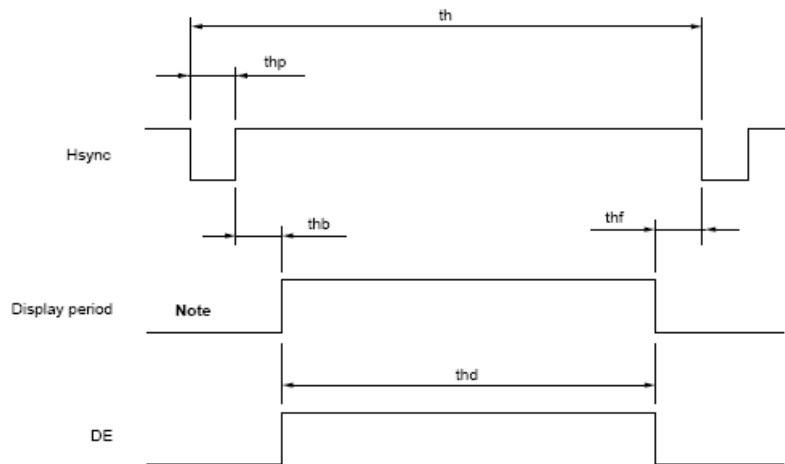 th
thp
Hsync
thb
thf
Display period
Note
thd
DE